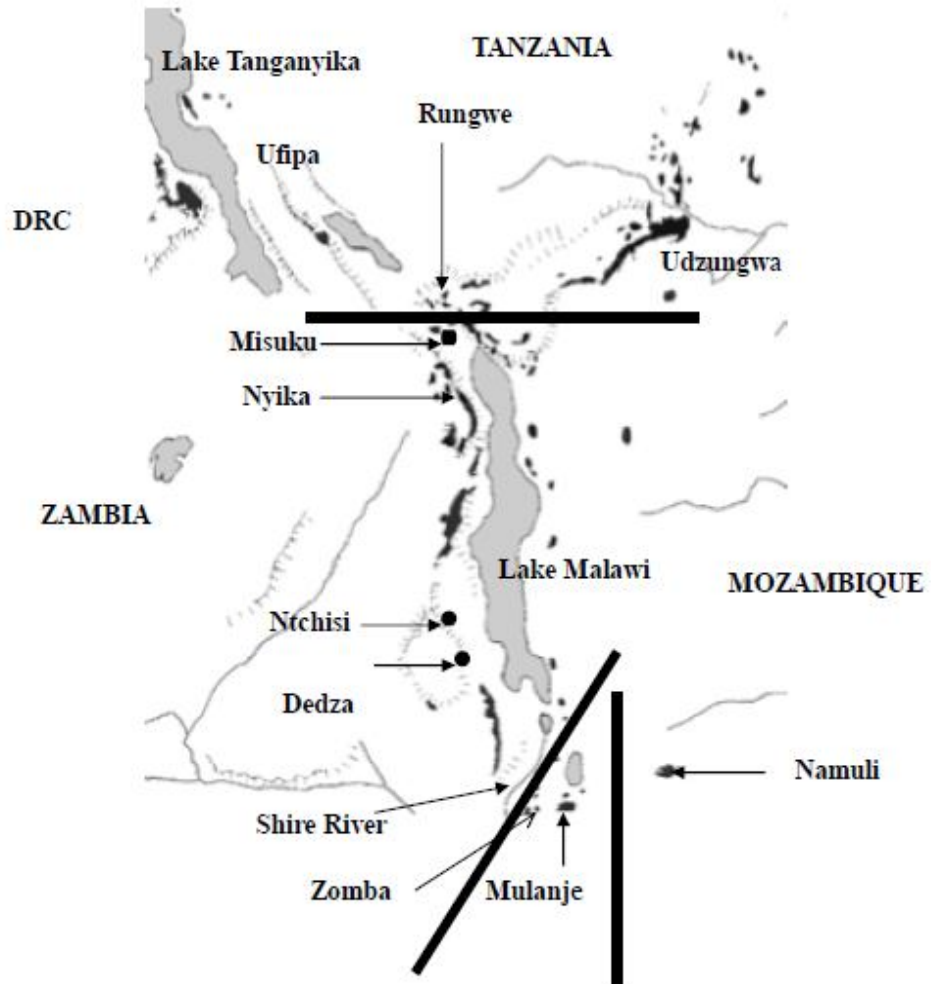 TANZANIA
Lake Tanganyika
Rungwe
Ufipa
DRC
Udzungwa
Misuku
Nyika
ZAMBIA
Lake Malawi
MOZAMBIQUE
Ntchisi
Dedza
Namuli
Shire River
Zomba
Mulanje